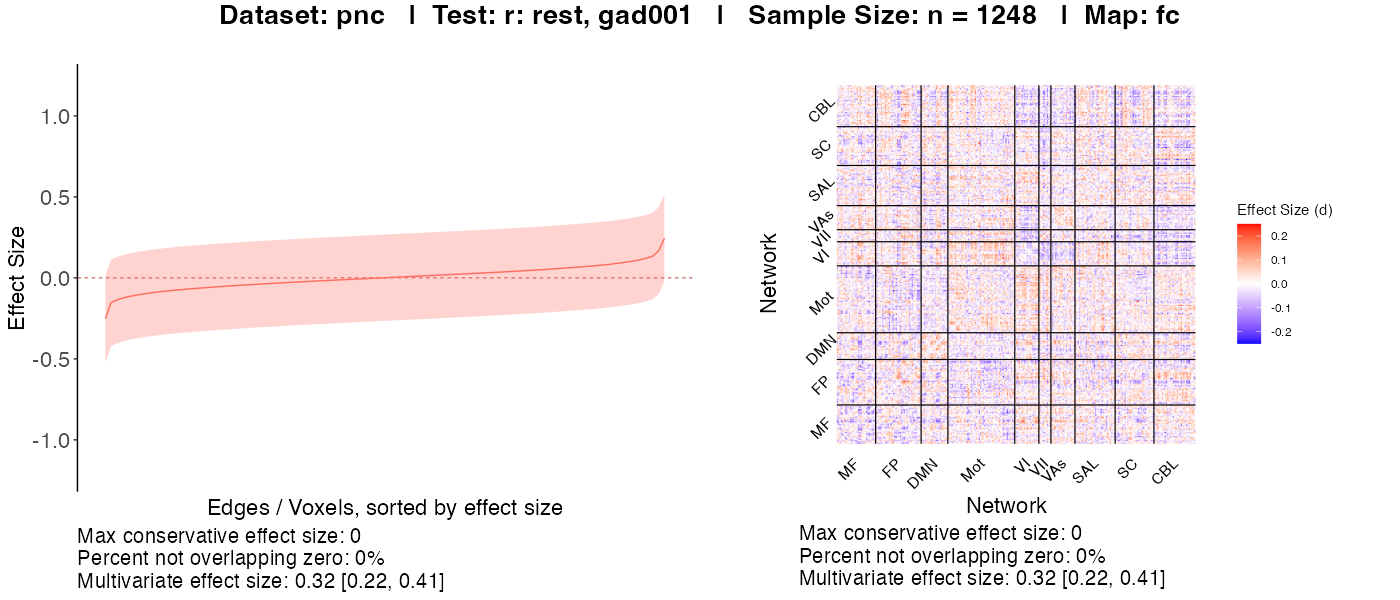 Dataset: pnc | Test: r: rest, gad001 | Sample Size: n = 1248 | Map: fc
Effect Size
1.0
0.5
0.0
-0.5
-1.0
Edges / Voxels, sorted by effect size
Max conservative effect size: 0
Percent not overlapping zero: 0%
Multivariate effect size: 0.32 [0.22, 0.41]
Network
CBL
SC
SAL
VAs
VII
VI
Mot
DMN
FP
MF
MF
FP
DMN
Mot
VI
VII
VAs
SAL
SC
CBL
Network
Max conservative effect size: 0
Percent not overlapping zero: 0%
Multivariate effect size: 0.32 [0.22, 0.41]
Effect Size (d)
0.2
0.1
0.0
-0.1
-0.2